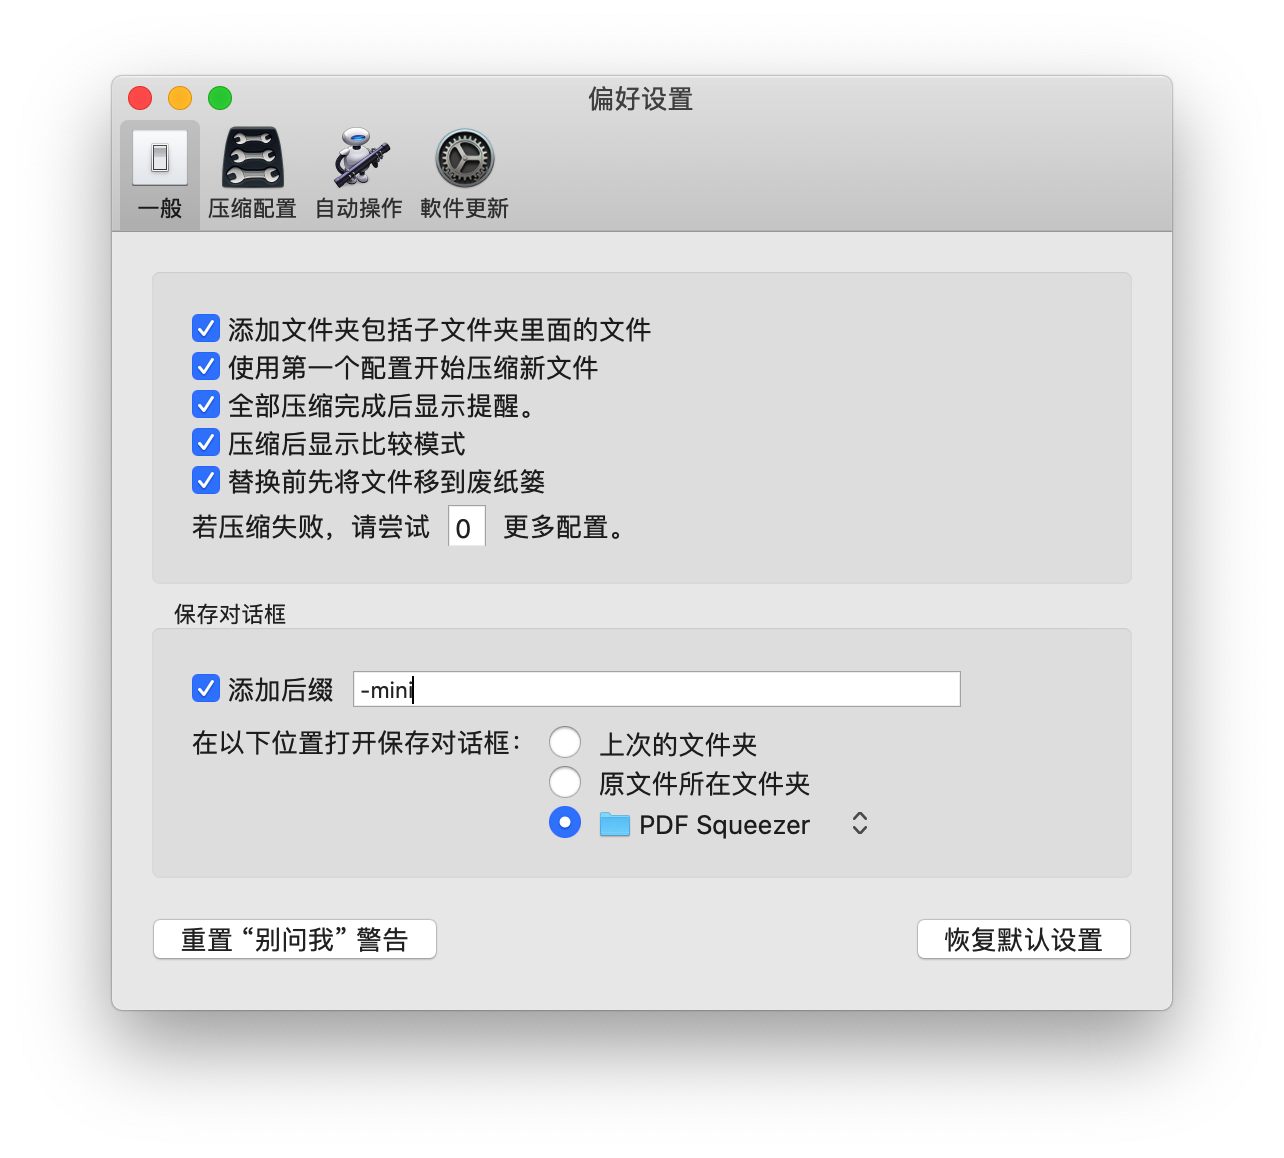 偏好设置
一般 压缩配置 自动操作 軟件更新
添加文件夹包括子文件夹里面的文件
使用第一个配置开始压缩新文件
全部压缩完成后显示提醒。
压缩后显示比较模式
替换前先将文件移到废纸篓
若压缩失败，请尝试 0 更多配置。
保存对话框
添加后缀 -mini
在以下位置打开保存对话框： 上次的文件夹
原文件所在文件夹
PDF Squeezer
重置 “别问我” 警告 恢复默认设置